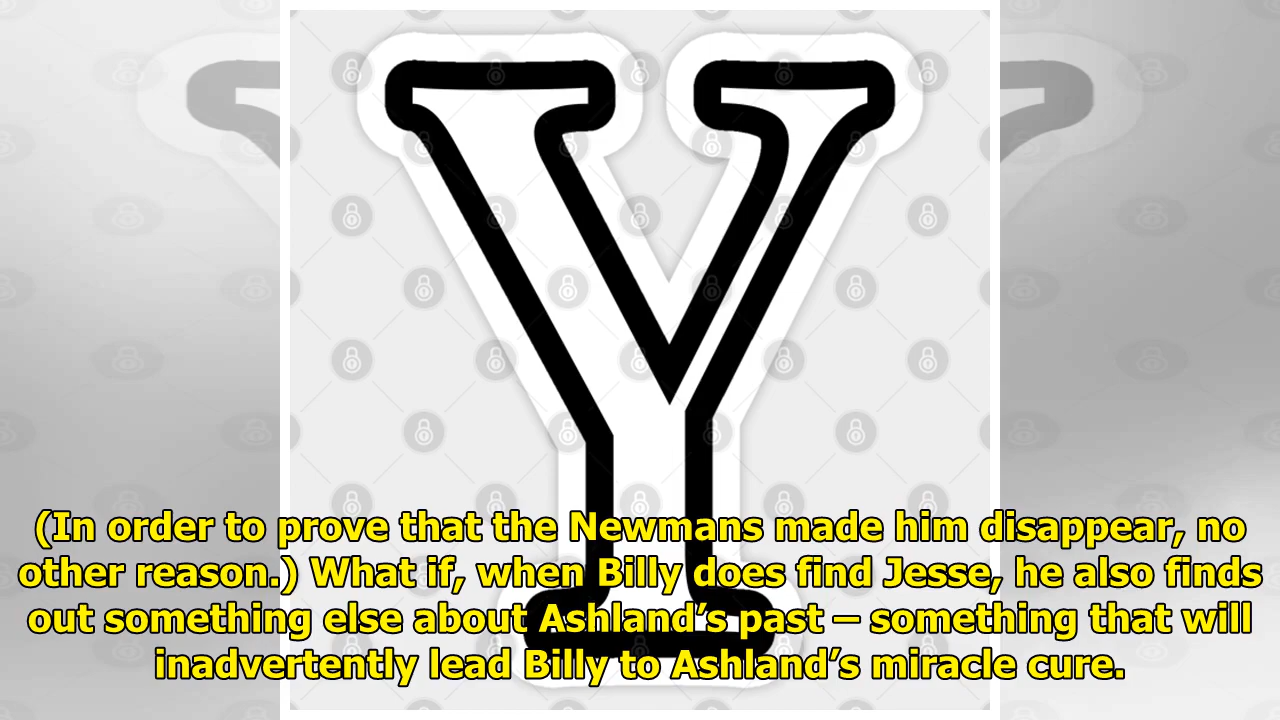 Y
(In order to prove that the Newmans made him disappear, no
other reason.) What if, when Billy does find Jesse, he also finds
out something else about Ashland’s past – something that will
inadvertently lead Billy to Ashland’s miracle cure.